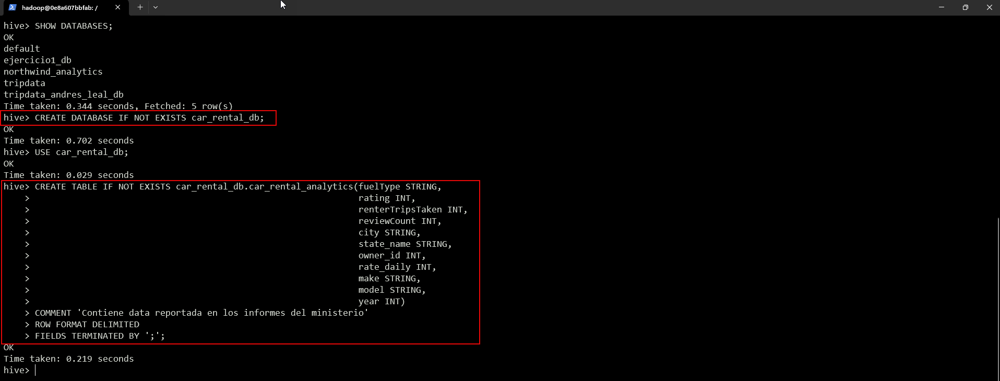 hadoop@0e8a607bbfab: /
hive> SHOW DATABASES;
OK
default
ejercicio1_db
northwind_analytics
tripdata
tripdata_andres_leal_db
Time taken: 0.344 seconds, Fetched: 5 row(s)
hive> CREATE DATABASE IF NOT EXISTS car_rental_db;
OK
Time taken: 0.702 seconds
hive> USE car_rental_db;
OK
Time taken: 0.029 seconds
hive> CREATE TABLE IF NOT EXISTS car_rental_db.car_rental_analytics(fuelType STRING,
    >                                                               rating INT,
    >                                                               renterTripsTaken INT,
    >                                                               reviewCount INT,
    >                                                               city STRING,
    >                                                               state_name STRING,
    >                                                               owner_id INT,
    >                                                               rate_daily INT,
    >                                                               make STRING,
    >                                                               model STRING,
    >                                                               year INT)
    > COMMENT 'Contiene data reportada en los informes del ministerio'
    > ROW FORMAT DELIMITED
    > FIELDS TERMINATED BY ';';
OK
Time taken: 0.219 seconds
hive>